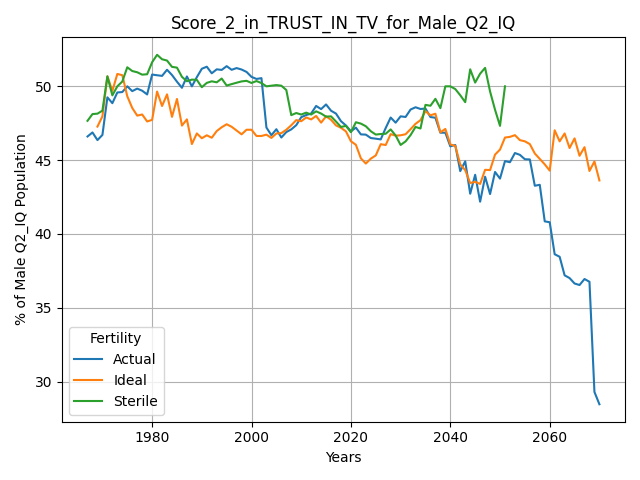 Score_2_in_TRUST_IN_TV_for_Male_Q2_IQ
% of Male Q2_IQ Population
50
45
40
35
30
Fertility
Actual
Ideal
Sterile
1980 2000 2020 2040 2060
Years